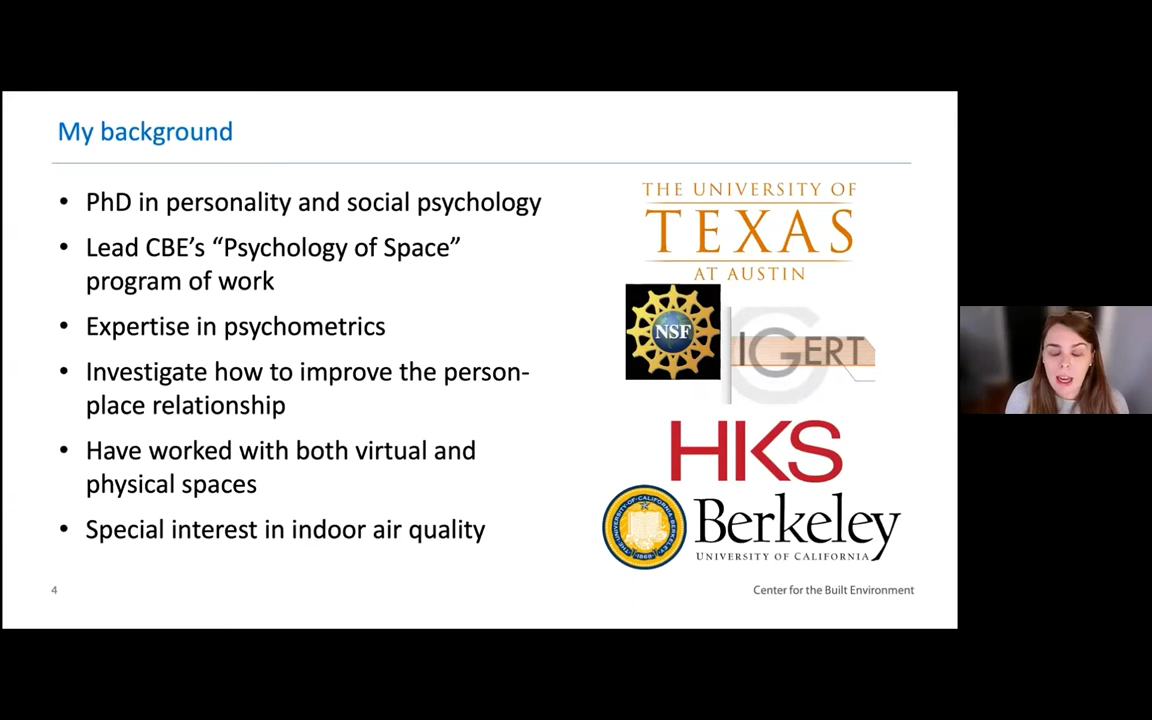 My background
• PhD in personality and social psychology
• Lead CBE’s “Psychology of Space”
program of work
• Expertise in psychometrics
• Investigate how to improve the person-
place relationship
• Have worked with both virtual and
physical spaces
• Special interest in indoor air quality
THE UNIVERSITY OF
TEXAS
AT AUSTIN
NSF
IGERT
HKS
Berkeley
UNIVERSITY OF CALIFORNIA
4
Center for the Built Environment